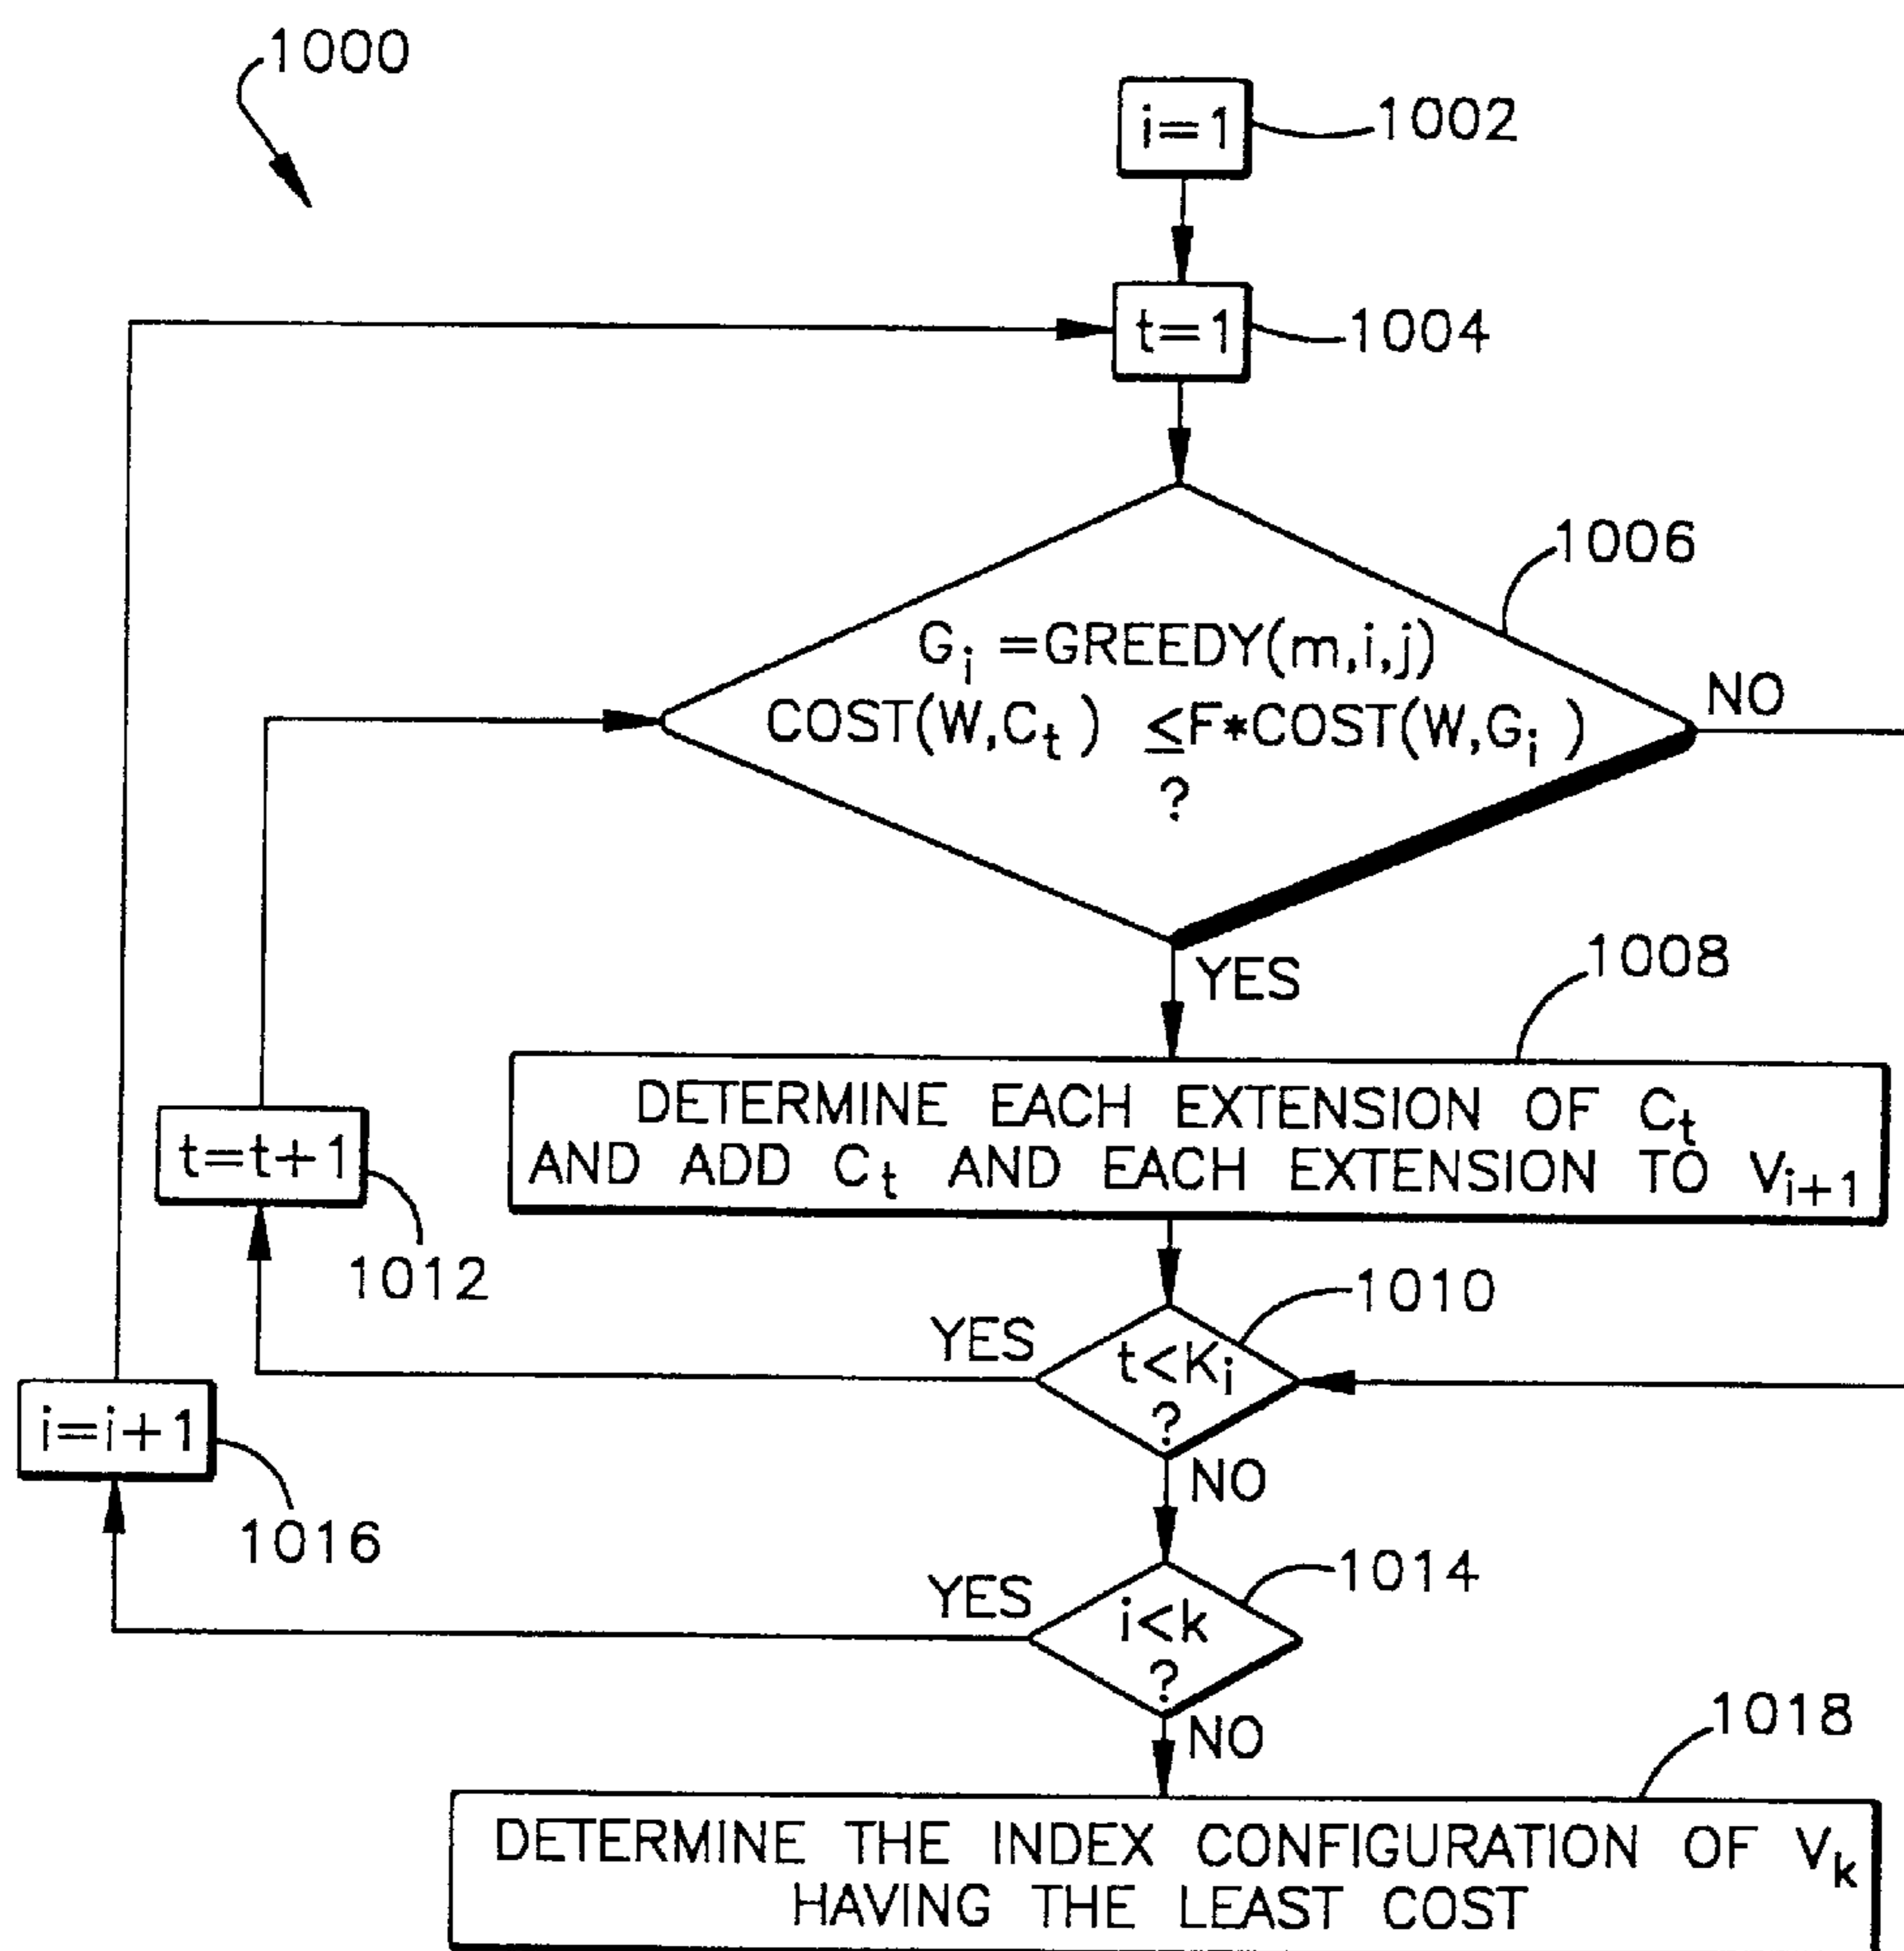 1000
i=1
1002
t=1
1004
1006
G_i =GREEDY(m,i,j)
COST(W,C_t) ≤F*COST(W,G_i )
?
NO
YES
1008
DETERMINE EACH EXTENSION OF C_t
AND ADD C_t AND EACH EXTENSION TO V_i+1
t=t+1
1012
1010
YES
t<K_i
?
NO
i=i+1
1016
1014
YES
i<k
?
NO
1018
DETERMINE THE INDEX CONFIGURATION OF V_k
HAVING THE LEAST COST